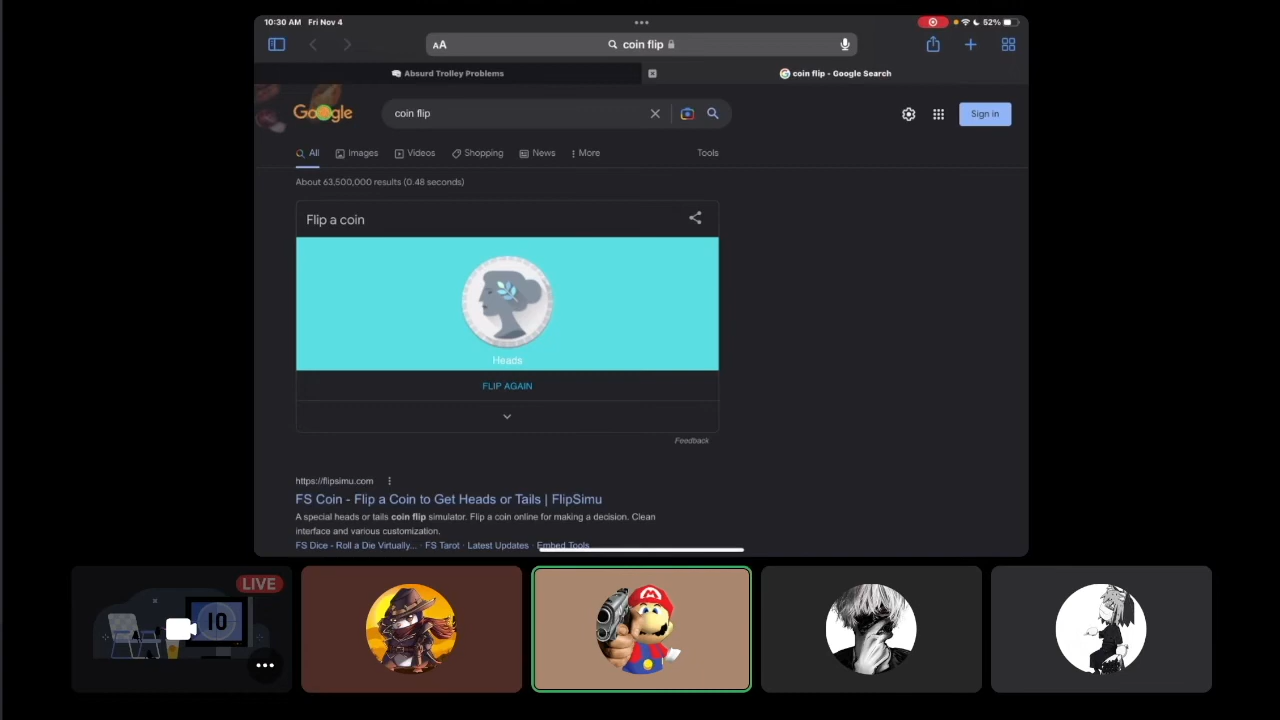 10:30 AM Fri Nov 4
52%
AA
coin flip
Absurd Trolley Problems
coin flip - Google Search
Google
coin flip
Sign in
All
Images
Videos
Shopping
News
More
Tools
About 63,500,000 results (0.48 seconds)
Flip a coin
Heads
FLIP AGAIN
Feedback
https://flipsimu.com
FS Coin - Flip a Coin to Get Heads or Tails | FlipSimu
A special heads or tails coin flip simulator. Flip a coin online for making a decision. Clean
interface and various customization.
FS Dice - Roll a Die Virtually... · FS Tarot · Latest Updates · Embed Tools
LIVE
10
M